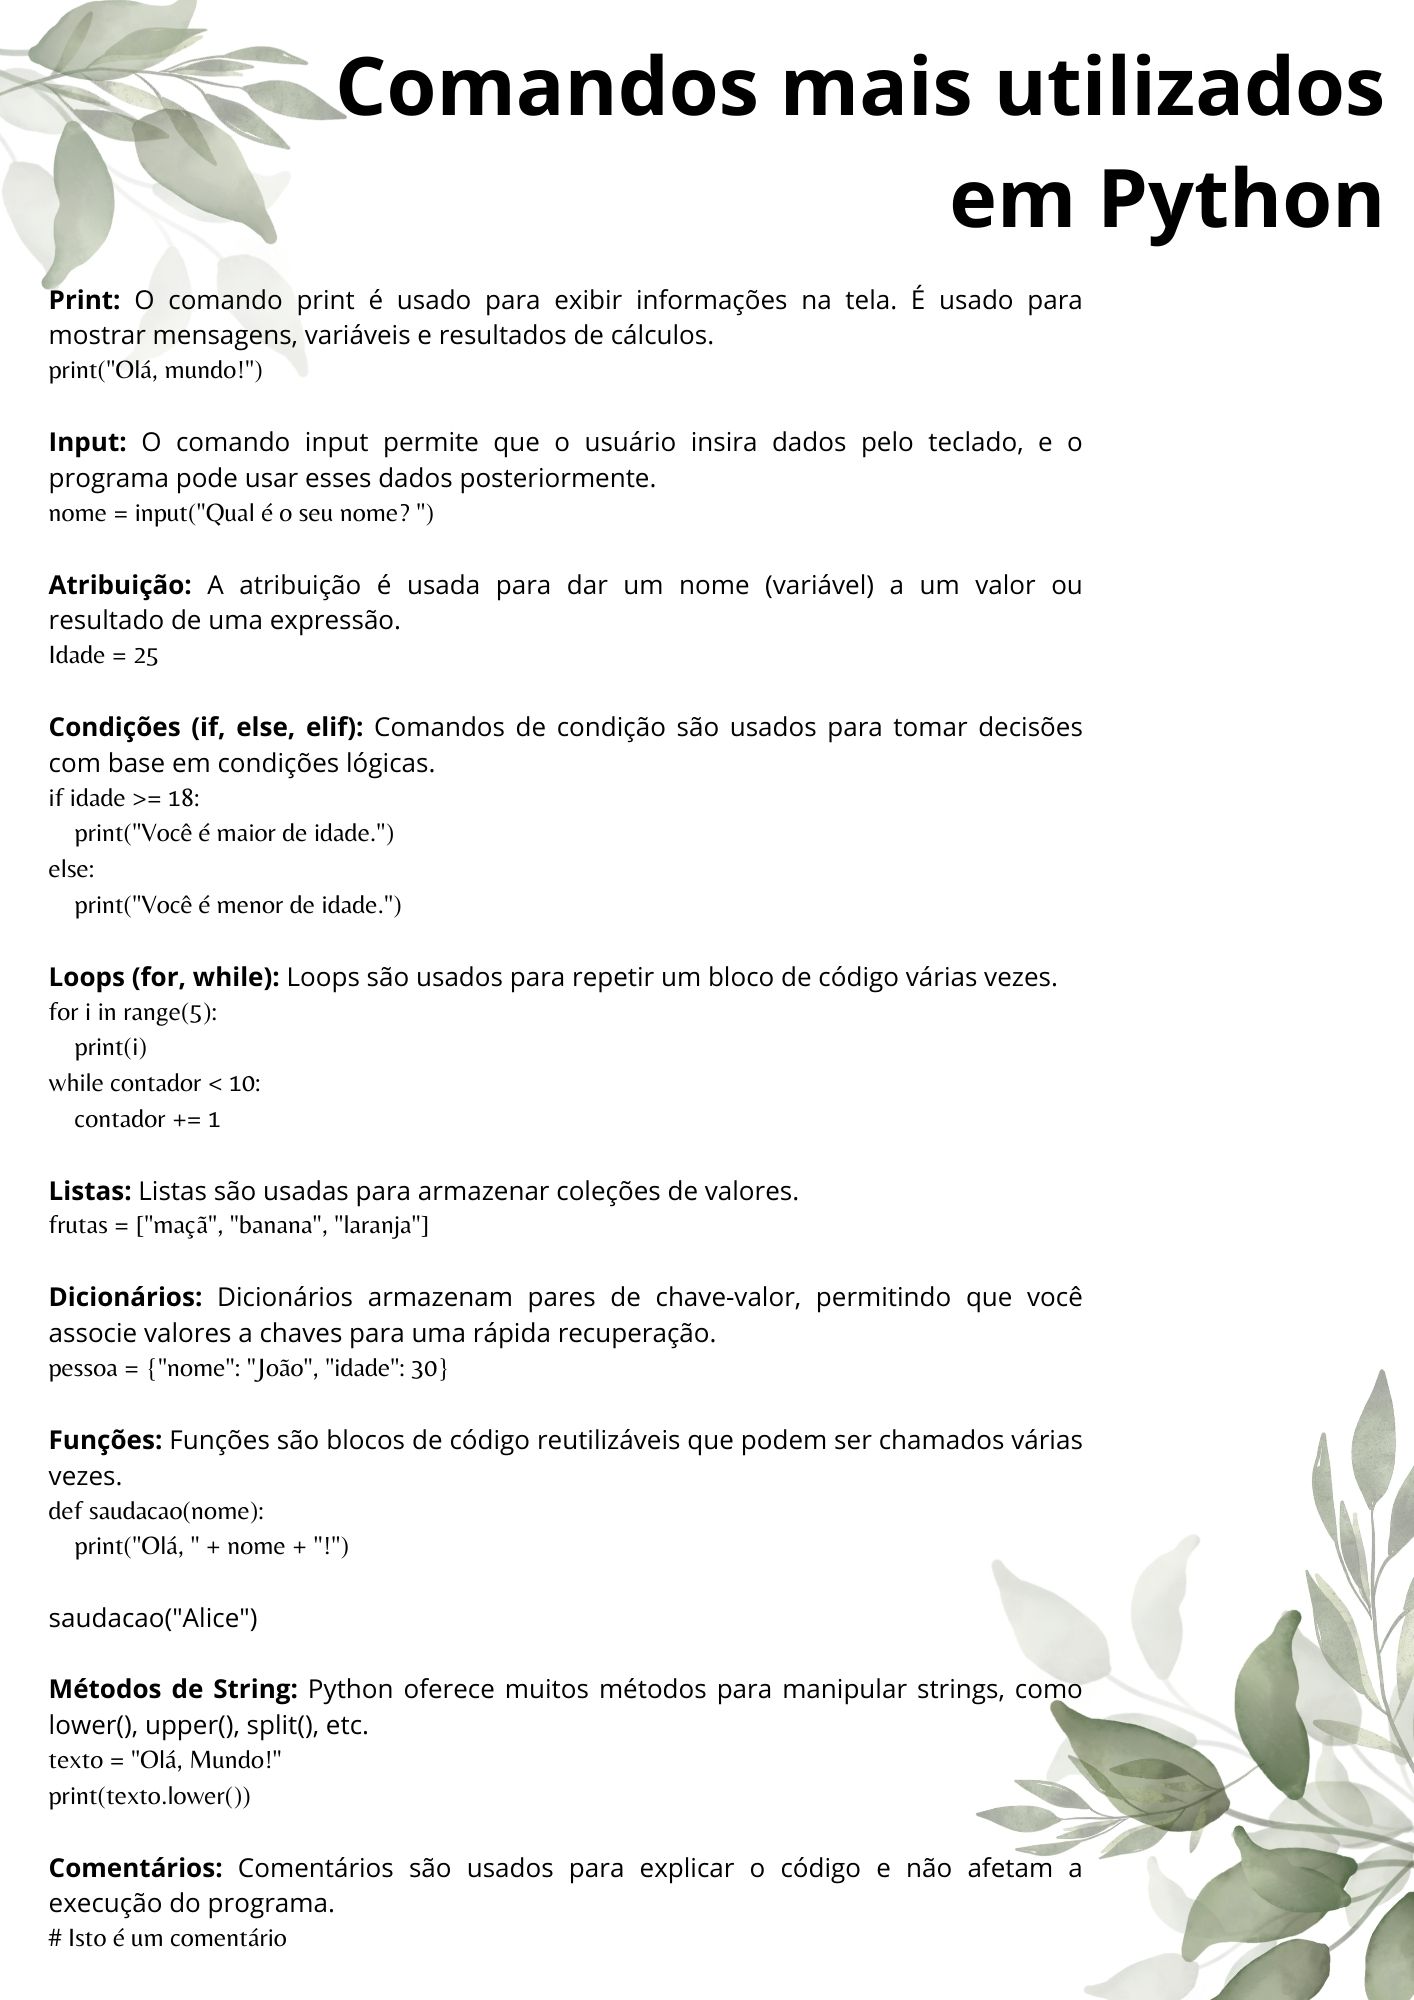 Comandos mais utilizados
em Python
Print: O comando print é usado para exibir informações na tela. É usado para
mostrar mensagens, variáveis e resultados de cálculos.
print("Olá, mundo!")
Input: O comando input permite que o usuário insira dados pelo teclado, e o
programa pode usar esses dados posteriormente.
nome = input("Qual é o seu nome? ")
Atribuição: A atribuição é usada para dar um nome (variável) a um valor ou
resultado de uma expressão.
Idade = 25
Condições (if, else, elif): Comandos de condição são usados para tomar decisões
com base em condições lógicas.
if idade >= 18:
    print("Você é maior de idade.")
else:
    print("Você é menor de idade.")
Loops (for, while): Loops são usados para repetir um bloco de código várias vezes.
for i in range(5):
    print(i)
while contador < 10:
    contador += 1
Listas: Listas são usadas para armazenar coleções de valores.
frutas = ["maçã", "banana", "laranja"]
Dicionários: Dicionários armazenam pares de chave-valor, permitindo que você
associe valores a chaves para uma rápida recuperação.
pessoa = {"nome": "João", "idade": 30}
Funções: Funções são blocos de código reutilizáveis que podem ser chamados várias
vezes.
def saudacao(nome):
    print("Olá, " + nome + "!")
saudacao("Alice")
Métodos de String: Python oferece muitos métodos para manipular strings, como
lower(), upper(), split(), etc.
texto = "Olá, Mundo!"
print(texto.lower())
Comentários: Comentários são usados para explicar o código e não afetam a
execução do programa.
# Isto é um comentário